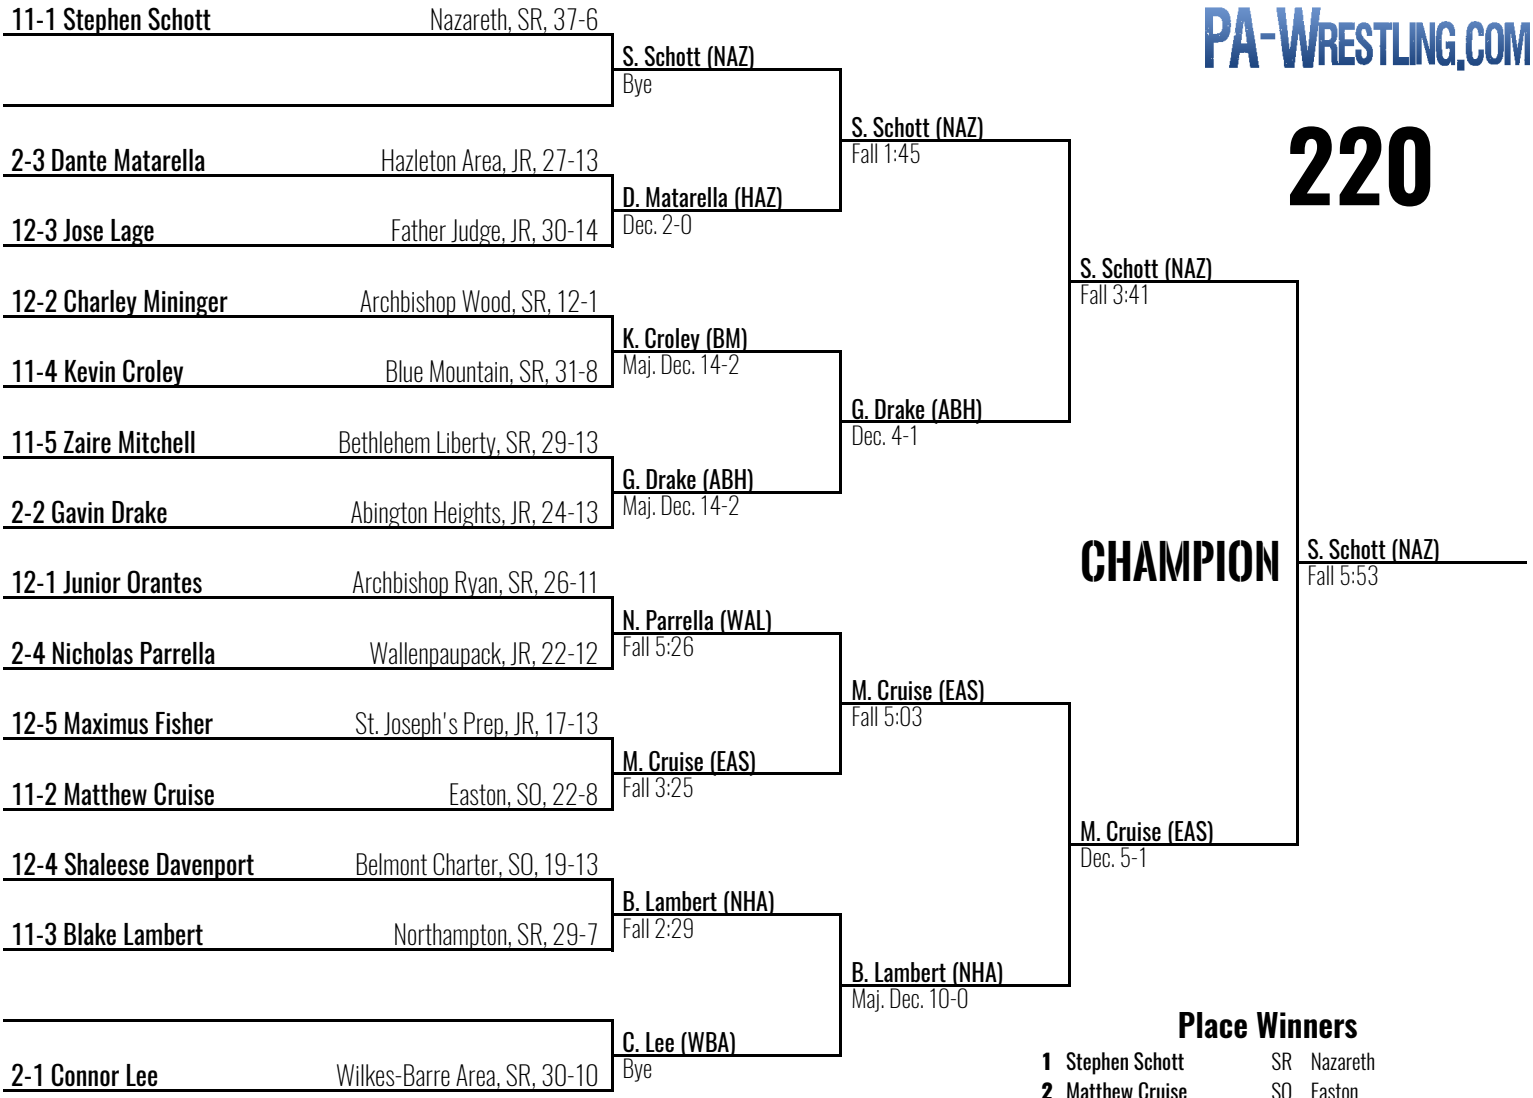 11-1 Stephen Schott Nazareth, SR, 37-6
PA-WRESTLING.COM
S. Schott (NAZ)
Bye
S. Schott (NAZ)
Fall 1:45
220
2-3 Dante Matarella Hazleton Area, JR, 27-13
D. Matarella (HAZ)
Dec. 2-0
12-3 Jose Lage Father Judge, JR, 30-14
S. Schott (NAZ)
Fall 3:41
12-2 Charley Mininger Archbishop Wood, SR, 12-1
K. Croley (BM)
Maj. Dec. 14-2
11-4 Kevin Croley Blue Mountain, SR, 31-8
G. Drake (ABH)
Dec. 4-1
11-5 Zaire Mitchell Bethlehem Liberty, SR, 29-13
G. Drake (ABH)
Maj. Dec. 14-2
2-2 Gavin Drake Abington Heights, JR, 24-13
CHAMPION
S. Schott (NAZ)
Fall 5:53
12-1 Junior Orantes Archbishop Ryan, SR, 26-11
N. Parrella (WAL)
Fall 5:26
2-4 Nicholas Parrella Wallenpaupack, JR, 22-12
M. Cruise (EAS)
Fall 5:03
12-5 Maximus Fisher St. Joseph's Prep, JR, 17-13
M. Cruise (EAS)
Fall 3:25
11-2 Matthew Cruise Easton, SO, 22-8
M. Cruise (EAS)
Dec. 5-1
12-4 Shaleese Davenport Belmont Charter, SO, 19-13
B. Lambert (NHA)
Fall 2:29
11-3 Blake Lambert Northampton, SR, 29-7
B. Lambert (NHA)
Maj. Dec. 10-0
C. Lee (WBA)
Bye
2-1 Connor Lee Wilkes-Barre Area, SR, 30-10
Place Winners
1 Stephen Schott SR Nazareth
2 Matthew Cruise SO Easton